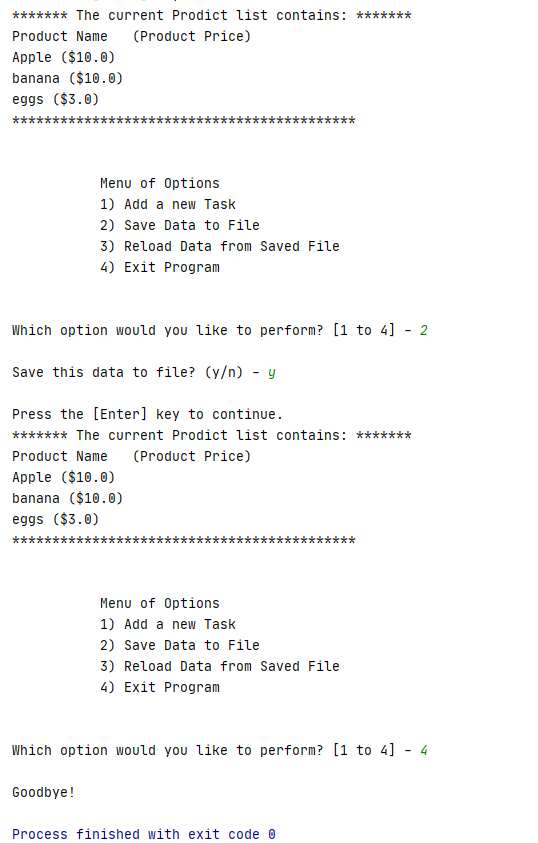 ******* The current Prodict list contains: *******
Product Name   (Product Price)
Apple ($10.0)
banana ($10.0)
eggs ($3.0)
*******************************************
Menu of Options
1) Add a new Task
2) Save Data to File
3) Reload Data from Saved File
4) Exit Program
Which option would you like to perform? [1 to 4] - 2
Save this data to file? (y/n) - y
Press the [Enter] key to continue.
******* The current Prodict list contains: *******
Product Name   (Product Price)
Apple ($10.0)
banana ($10.0)
eggs ($3.0)
*******************************************
Menu of Options
1) Add a new Task
2) Save Data to File
3) Reload Data from Saved File
4) Exit Program
Which option would you like to perform? [1 to 4] - 4
Goodbye!
Process finished with exit code 0